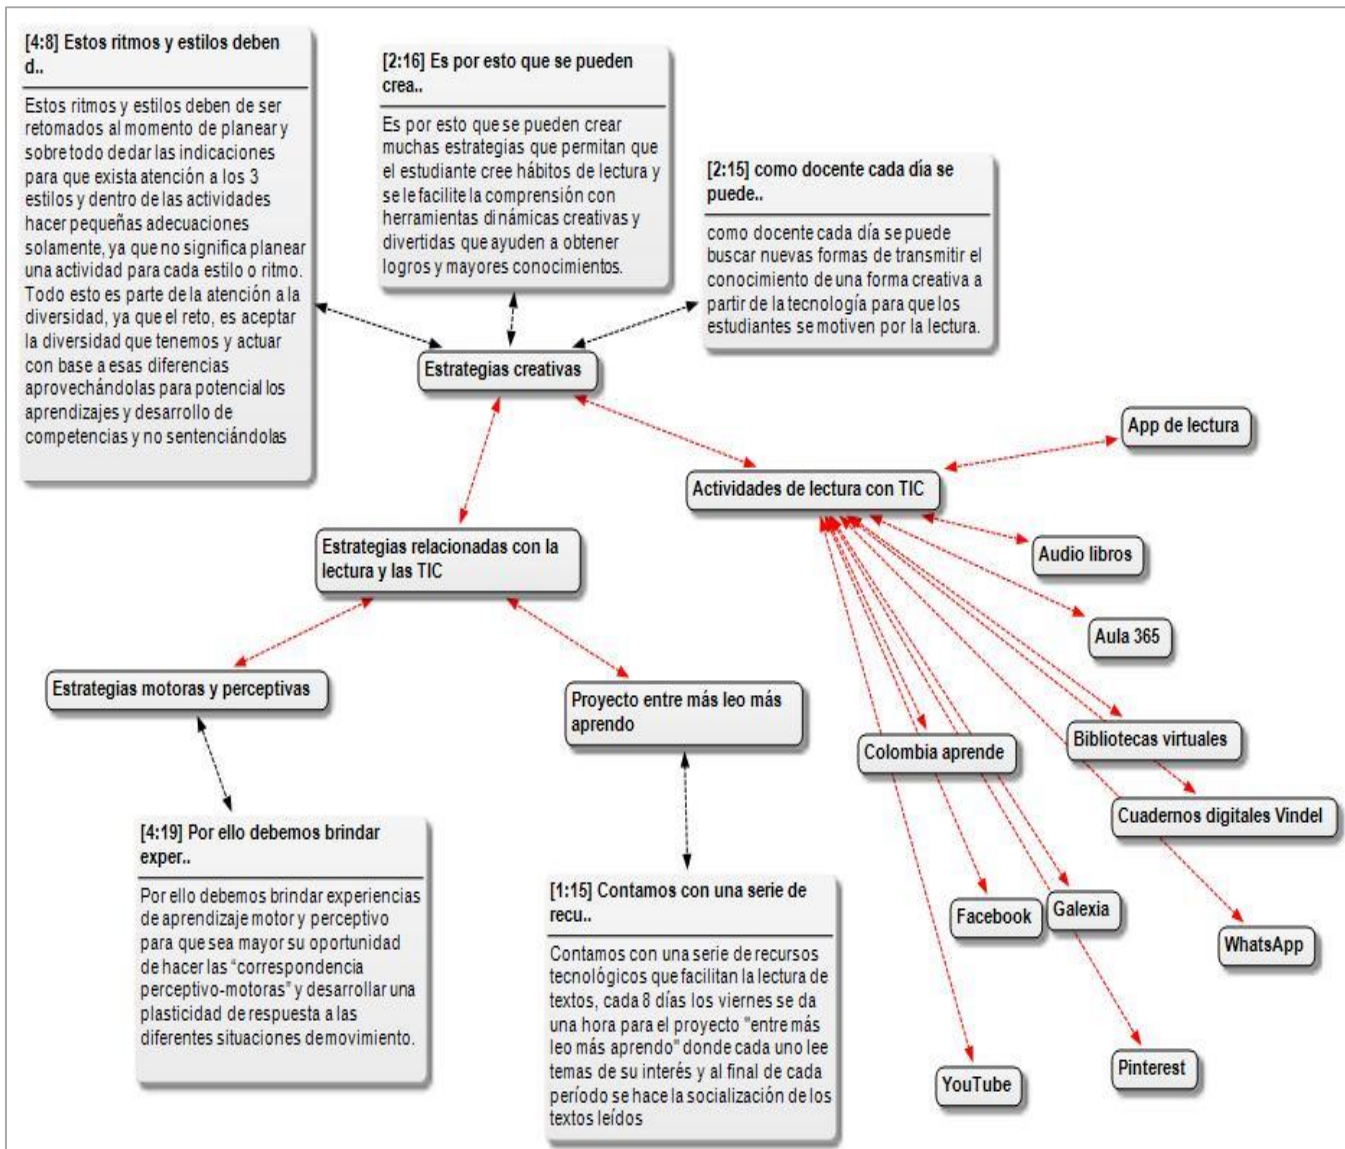 [4:8] Estos ritmos y estilos deben
d..
Estos ritmos y estilos deben de ser
retomados al momento de planear y
sobre todo de dar las indicaciones
para que exista atención a los 3
estilos y dentro de las actividades
hacer pequeñas adecuaciones
solamente, ya que no significa planear
una actividad para cada estilo o ritmo.
Todo esto es parte de la atención a la
diversidad, ya que el reto, es aceptar
la diversidad que tenemos y actuar
con base a esas diferencias
aprovechándolas para potencial los
aprendizajes y desarrollo de
competencias y no sentenciándolas
[2:16] Es por esto que se pueden
crea..
Es por esto que se pueden crear
muchas estrategias que permitan que
el estudiante cree hábitos de lectura y
se le facilite la comprensión con
herramientas dinámicas creativas y
divertidas que ayuden a obtener
logros y mayores conocimientos.
[2:15] como docente cada día se
puede..
como docente cada día se puede
buscar nuevas formas de transmitir el
conocimiento de una forma creativa a
partir de la tecnología para que los
estudiantes se motiven por la lectura.
Estrategias creativas
App de lectura
Actividades de lectura con TIC
Estrategias relacionadas con la
lectura y las TIC
Audio libros
Aula 365
Estrategias motoras y perceptivas
Proyecto entre más leo más
aprendo
Colombia aprende
Bibliotecas virtuales
Cuadernos digitales Vindel
[4:19] Por ello debemos brindar
exper..
Por ello debemos brindar experiencias
de aprendizaje motor y perceptivo
para que sea mayor su oportunidad
de hacer las “correspondencia
perceptivo-motoras” y desarrollar una
plasticidad de respuesta a las
diferentes situaciones de movimiento.
[1:15] Contamos con una serie de
recu..
Contamos con una serie de recursos
tecnológicos que facilitan la lectura de
textos, cada 8 días los viernes se da
una hora para el proyecto "entre más
leo más aprendo" donde cada uno lee
temas de su interés y al final de cada
período se hace la socialización de los
textos leídos
Facebook
Galexia
WhatsApp
YouTube
Pinterest